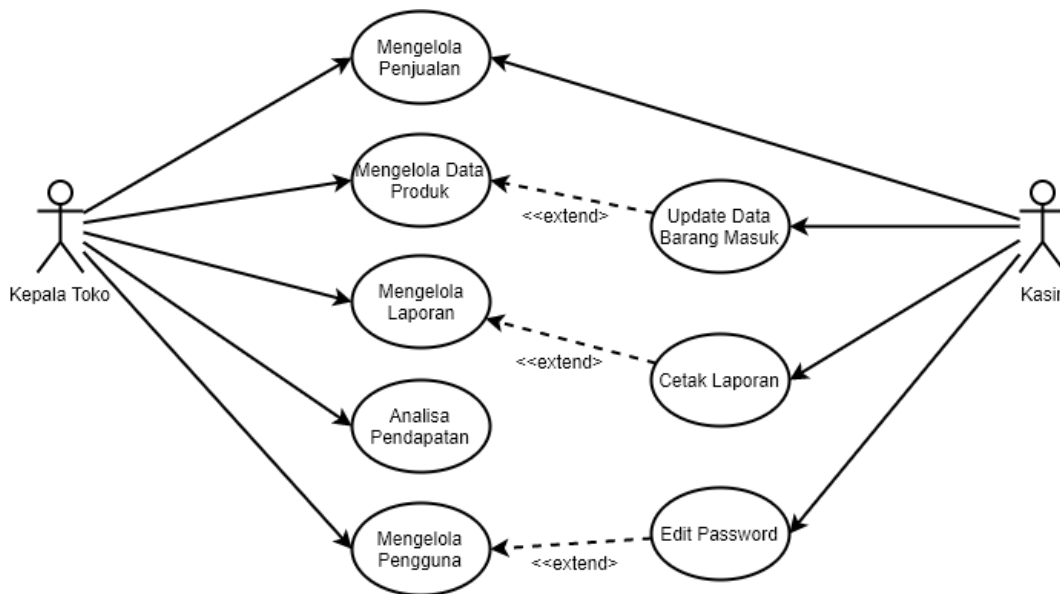 Mengelola
Penjualan
Mengelola Data
Produk
<<extend>>
Update Data
Barang Masuk
Kepala Toko
Mengelola
Laporan
Kasir
<<extend>>
Cetak Laporan
Analisa
Pendapatan
Mengelola
Pengguna
<<extend>>
Edit Password